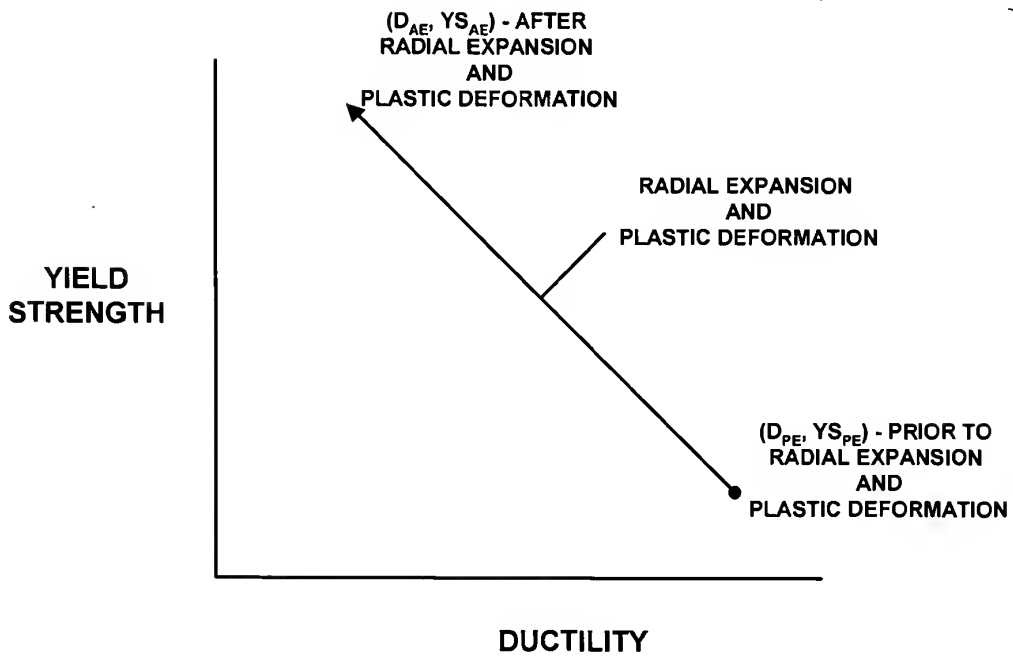 (D_AE, YS_AE) - AFTER
RADIAL EXPANSION
AND
PLASTIC DEFORMATION
RADIAL EXPANSION
AND
PLASTIC DEFORMATION
YIELD
STRENGTH
(D_PE, YS_PE) - PRIOR TO
RADIAL EXPANSION
AND
PLASTIC DEFORMATION
DUCTILITY